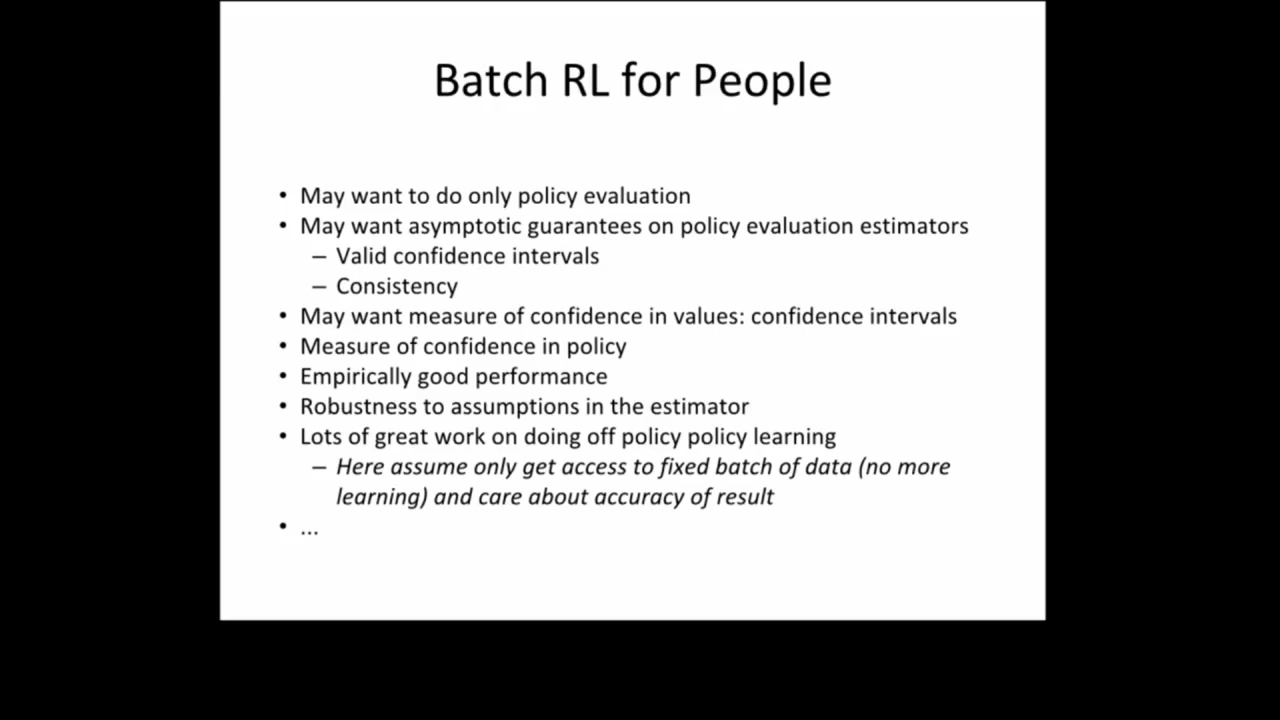 Batch RL for People
• May want to do only policy evaluation
• May want asymptotic guarantees on policy evaluation estimators
– Valid confidence intervals
– Consistency
• May want measure of confidence in values: confidence intervals
• Measure of confidence in policy
• Empirically good performance
• Robustness to assumptions in the estimator
• Lots of great work on doing off policy policy learning
– Here assume only get access to fixed batch of data (no more
learning) and care about accuracy of result
• ...